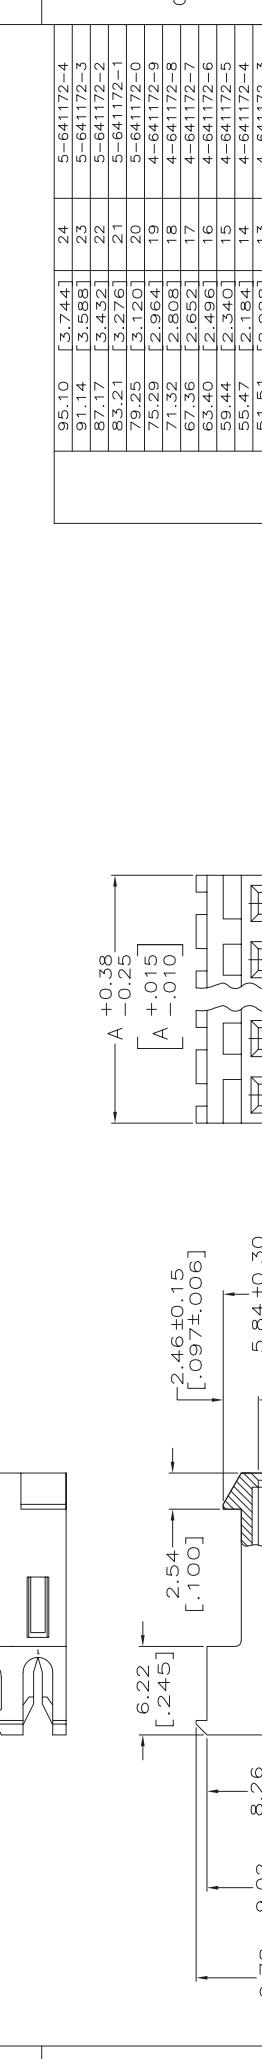 95.10 [3.744] 24 5-641172-4
91.14 [3.588] 23 5-641172-3
87.17 [3.432] 22 5-641172-2
83.21 [3.276] 21 5-641172-1
79.25 [3.120] 20 5-641172-0
75.29 [2.964] 19 4-641172-9
71.32 [2.808] 18 4-641172-8
67.36 [2.652] 17 4-641172-7
63.40 [2.496] 16 4-641172-6
59.44 [2.340] 15 4-641172-5
55.47 [2.184] 14 4-641172-4
A +0.38
-0.25
[A +.015
-.010]
2.46±0.15
[.097±.006]
5.84±0.30
2.54
[.100]
6.22
[.245]
8.26
1